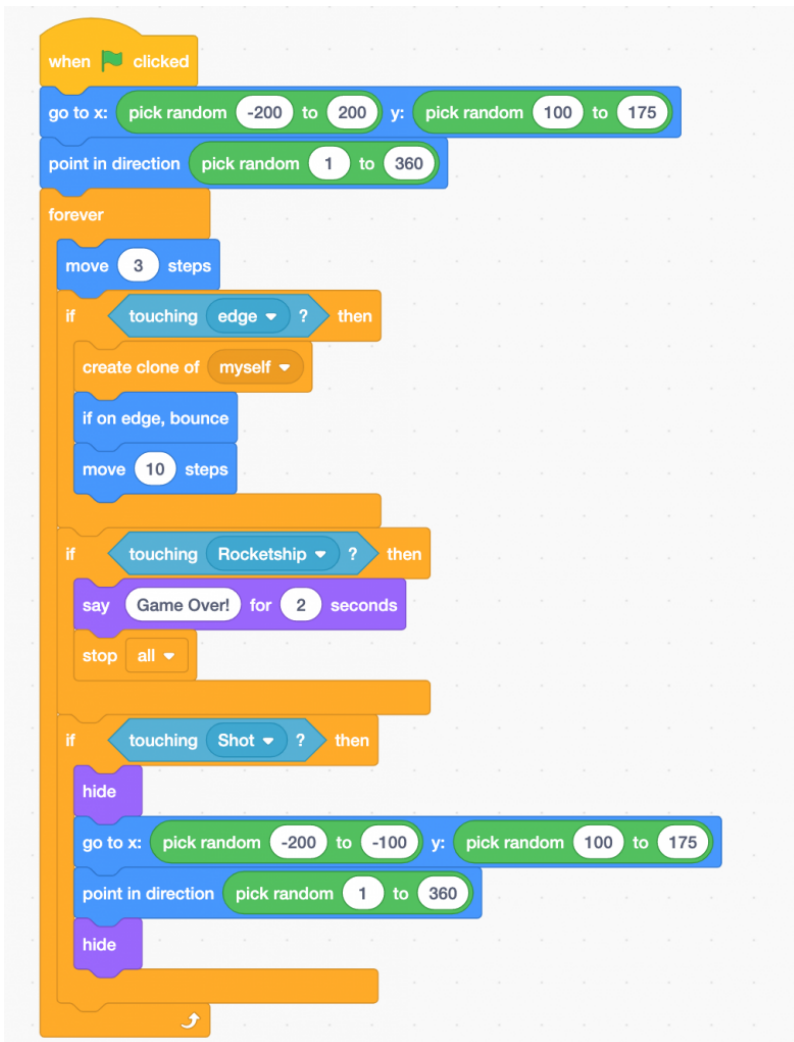 when clicked
go to x: pick random -200 to 200 y: pick random 100 to 175
point in direction pick random 1 to 360
forever
move 3 steps
if touching edge ? then
create clone of myself
if on edge, bounce
move 10 steps
if touching Rocketship ? then
say Game Over! for 2 seconds
stop all
if touching Shot ? then
hide
go to x: pick random -200 to -100 y: pick random 100 to 175
point in direction pick random 1 to 360
hide